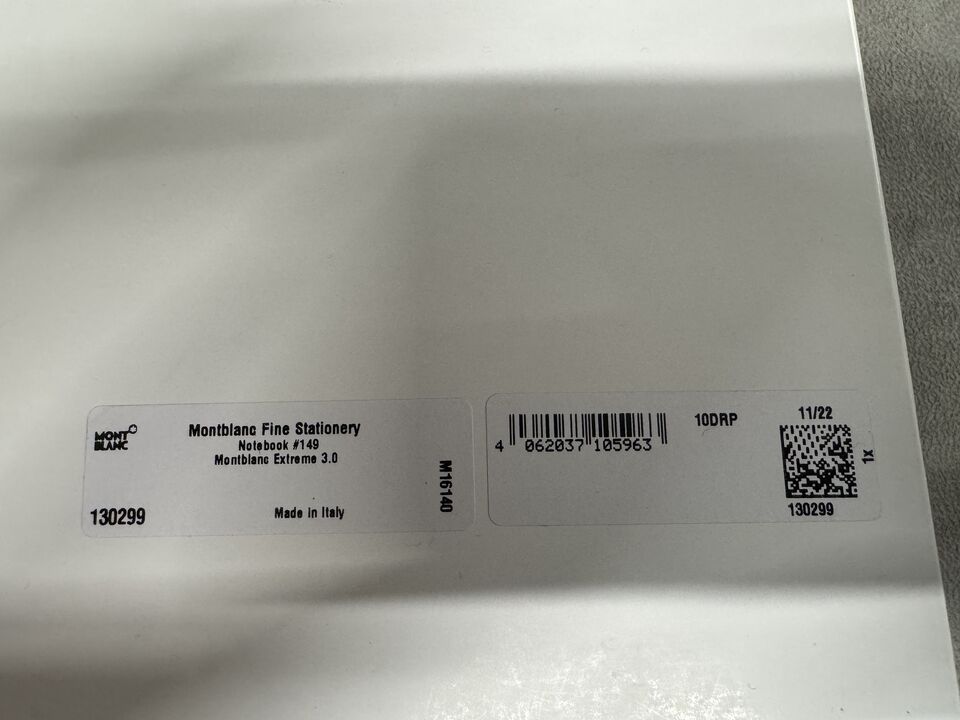 MONT
BLANC
Montblanc Fine Stationery
Notebook #149
Montblanc Extreme 3.0
M16140
130299
Made in Italy
4 062037 105963
10DRP
11/22
1x
130299